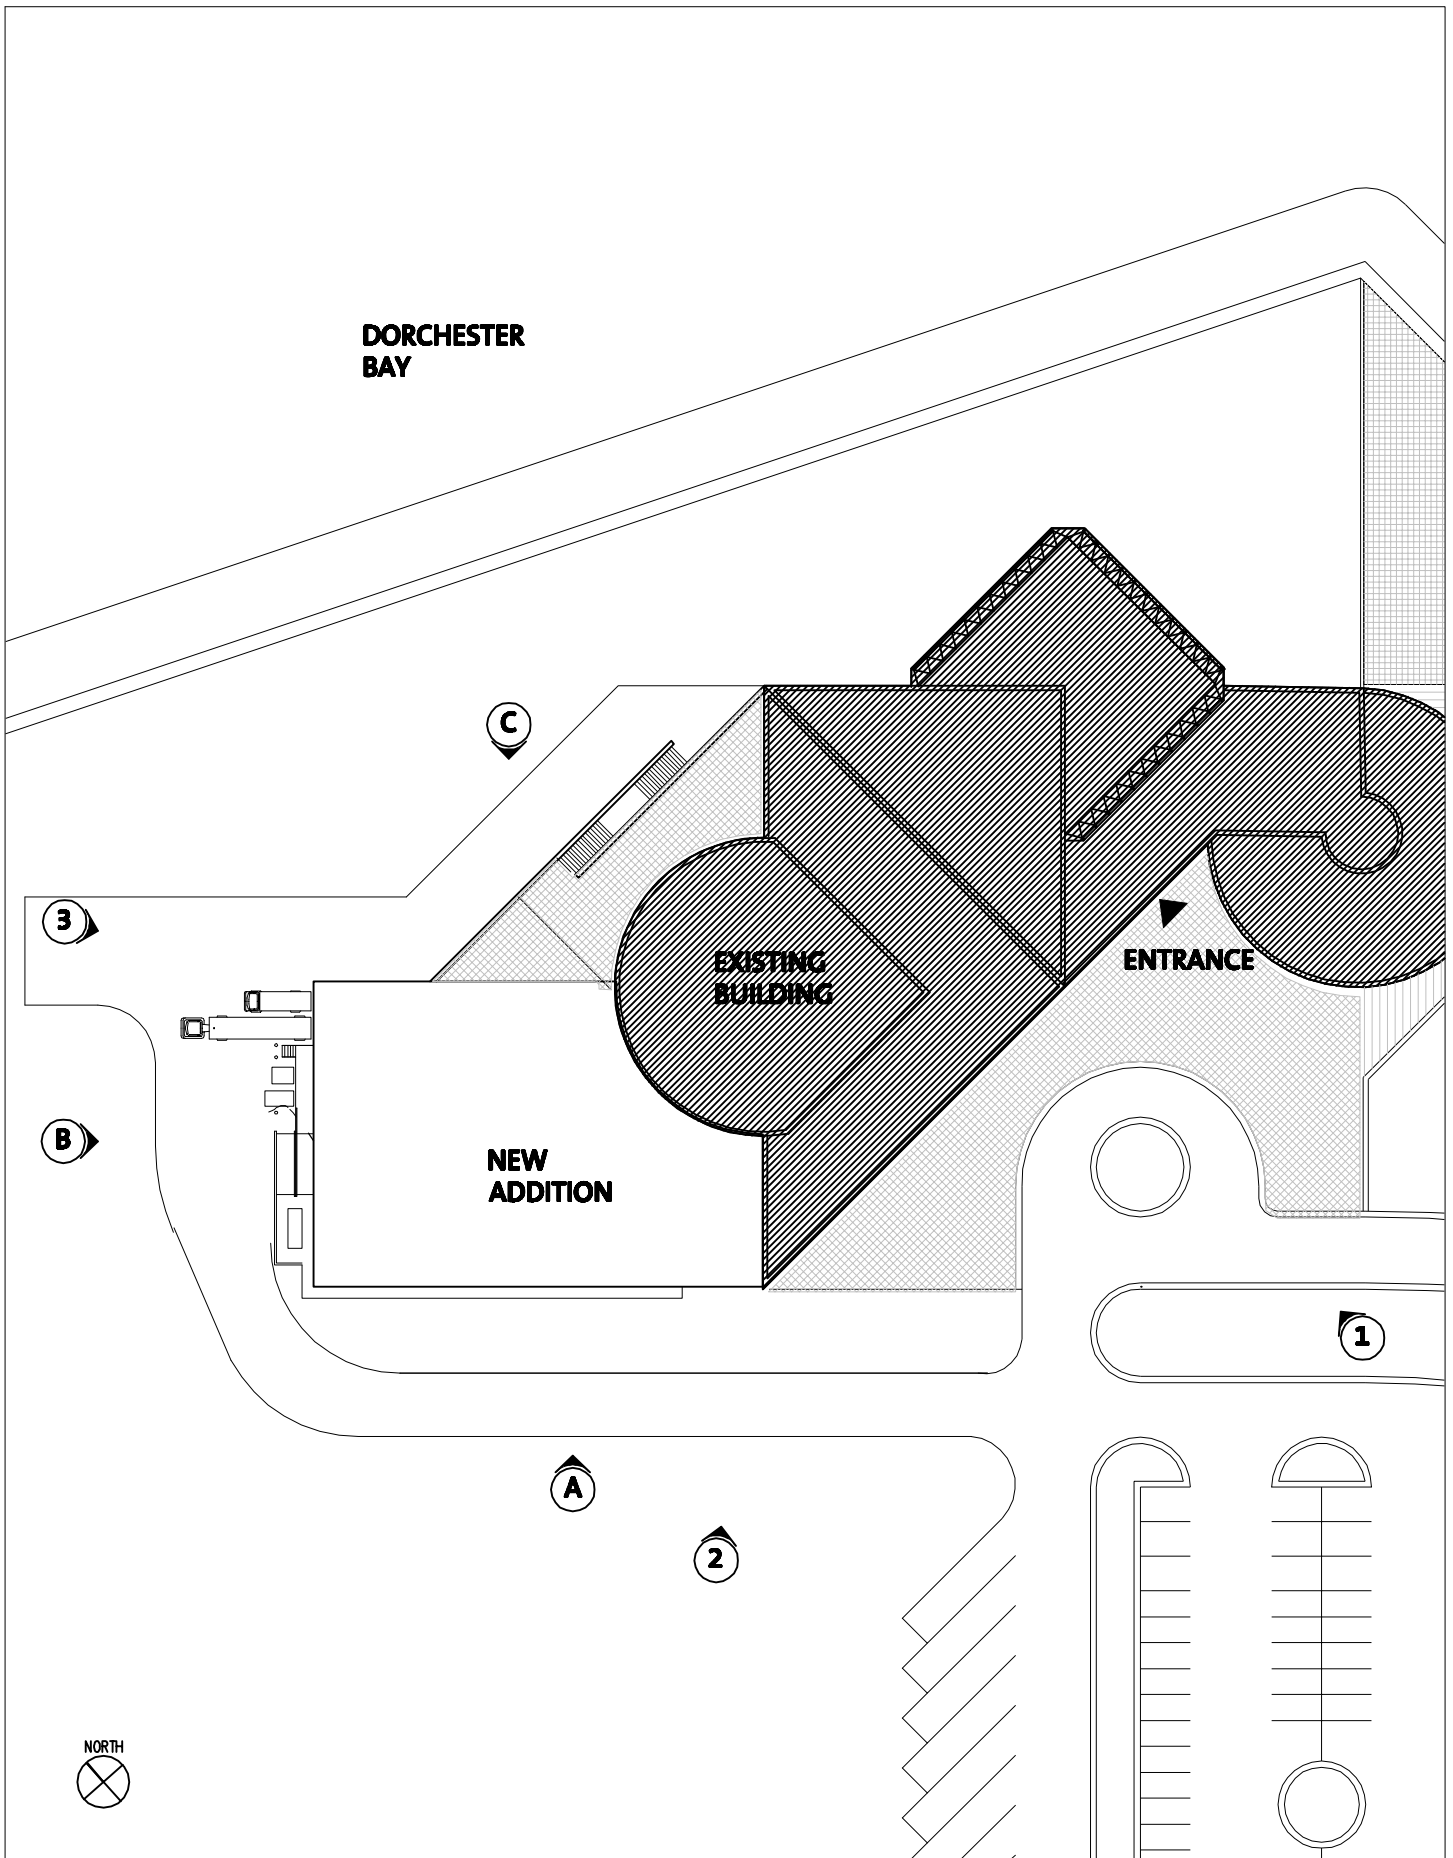 DORCHESTER
BAY
C
3
EXISTING
BUILDING
ENTRANCE
B
NEW
ADDITION
1
A
2
NORTH